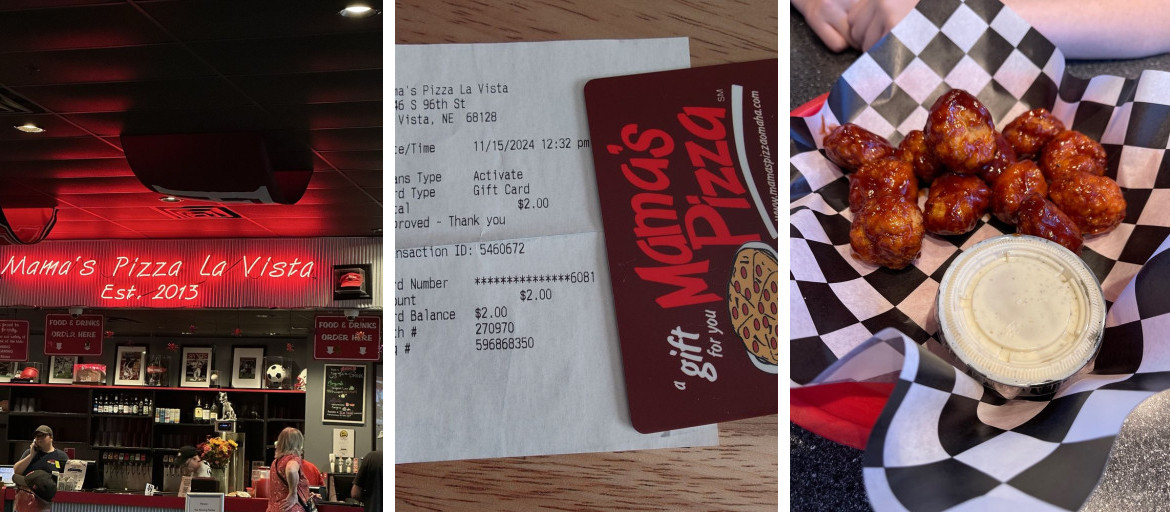 Mama's Pizza La Vista
Est. 2013
FOOD & DRINKS
ORDER HERE
FOOD & DRINKS
ORDER HERE
ma's Pizza La Vista
46 S 96th St
Vista, NE 68128
te/Time 11/15/2024 12:32 pm
ans Type Activate
rd Type Gift Card
tal $2.00
proved - Thank you
ansaction ID: 5460672
rd Number ***************6081
ount $2.00
rd Balance $2.00
th # 270970
g # 596868350
Mama's
Pizza
SM
www.mamaspizzaomaha.com
a gift
for you